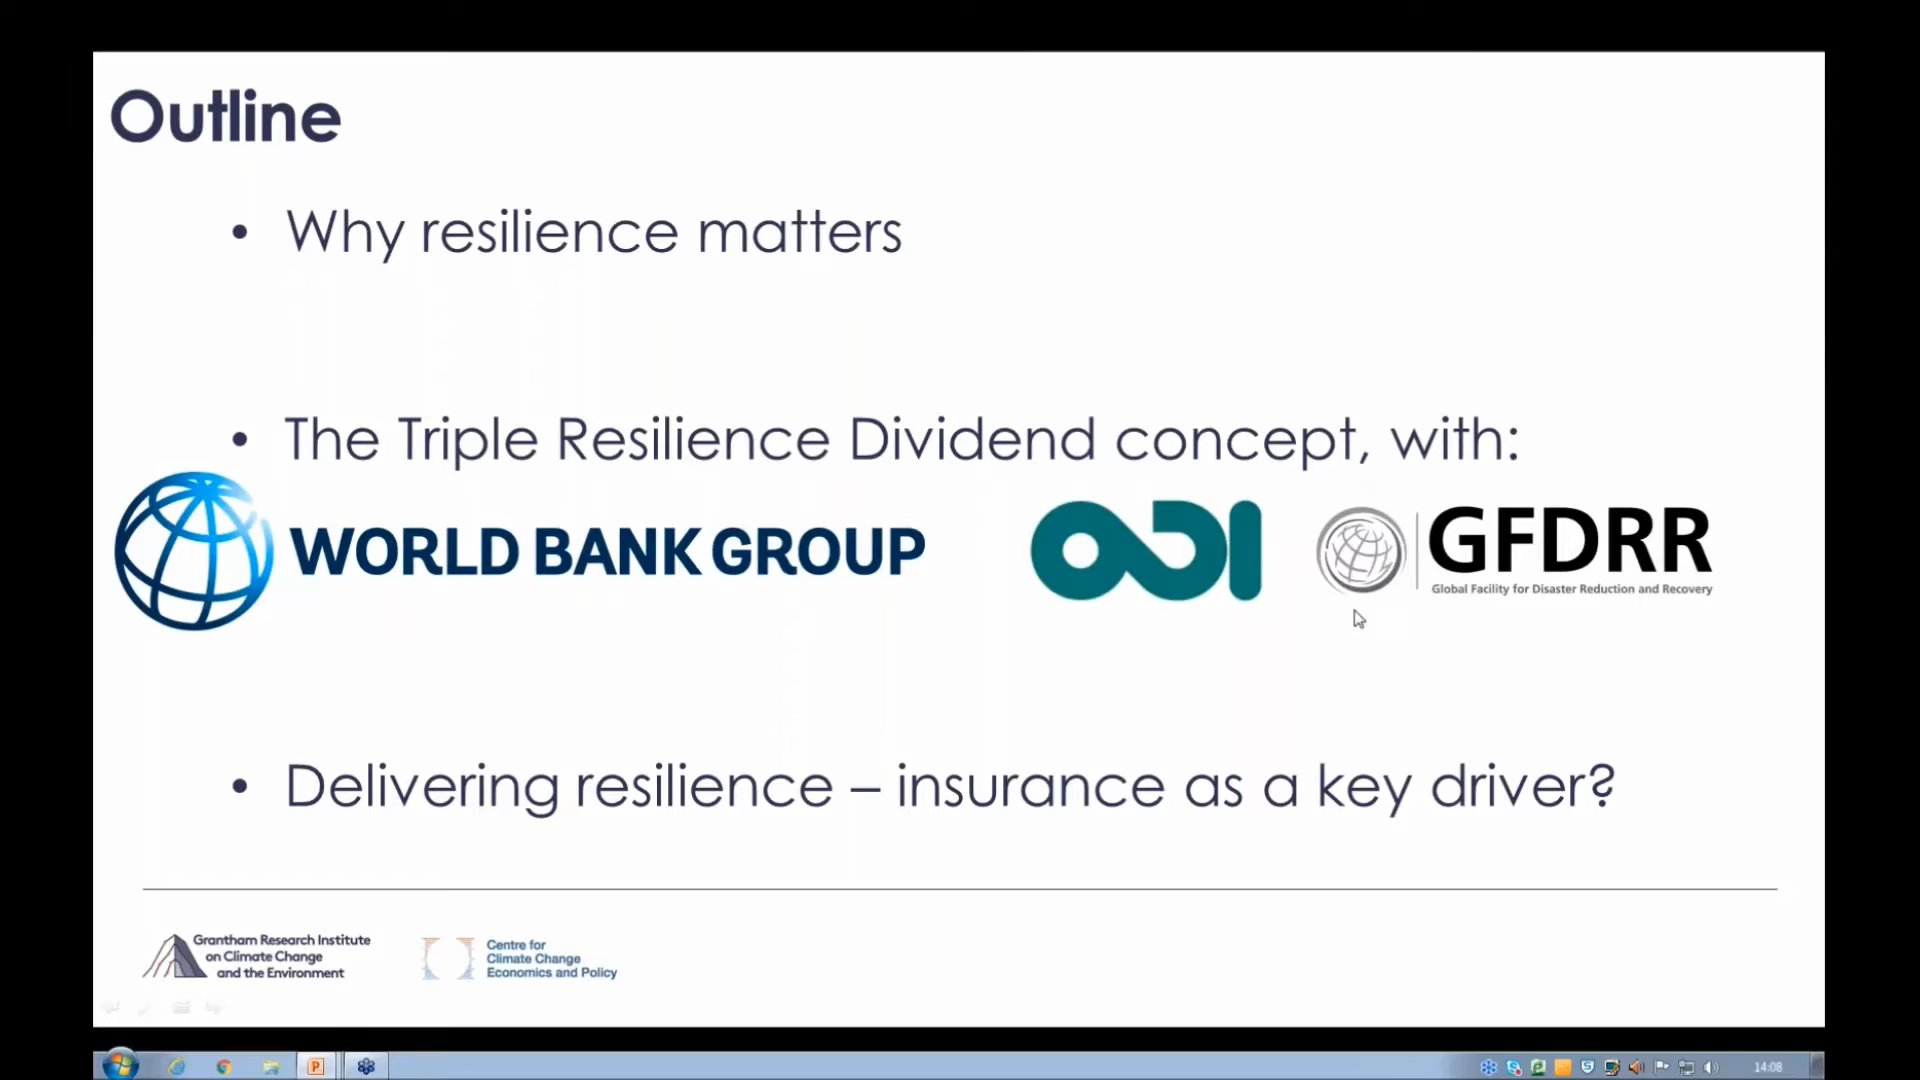 Outline
• Why resilience matters
• The Triple Resilience Dividend concept, with:
WORLD BANK GROUP
ODI
GFDRR
Global Facility for Disaster Reduction and Recovery
• Delivering resilience – insurance as a key driver?
Grantham Research Institute
on Climate Change
and the Environment
Centre for
Climate Change
Economics and Policy
14:08